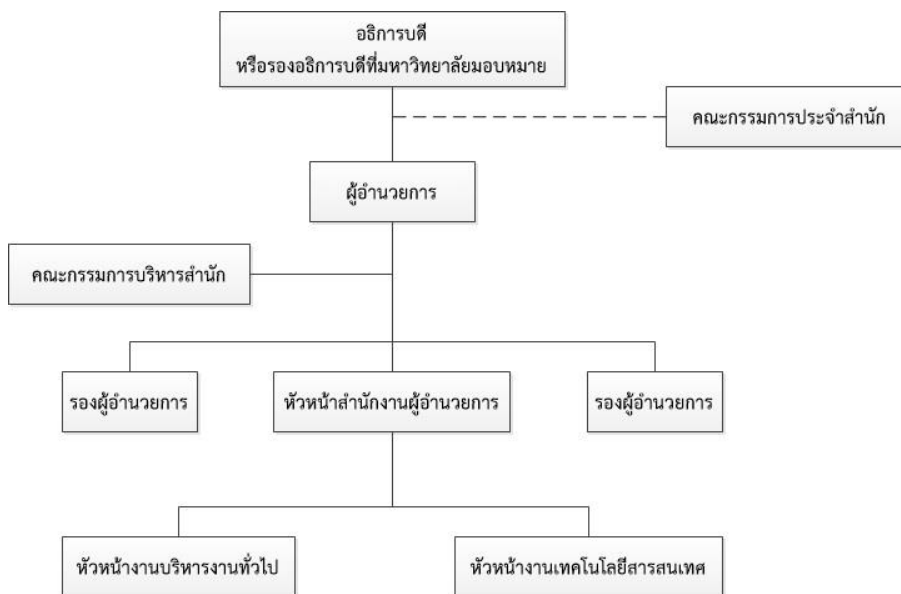 อธิการบดี
หรือรองอธิการบดีที่มหาวิทยาลัยมอบหมาย
คณะกรรมการประจำสำนัก
ผู้อำนวยการ
คณะกรรมการบริหารสำนัก
รองผู้อำนวยการ
หัวหน้าสำนักงานผู้อำนวยการ
รองผู้อำนวยการ
หัวหน้างานบริหารงานทั่วไป
หัวหน้างานเทคโนโลยีสารสนเทศ